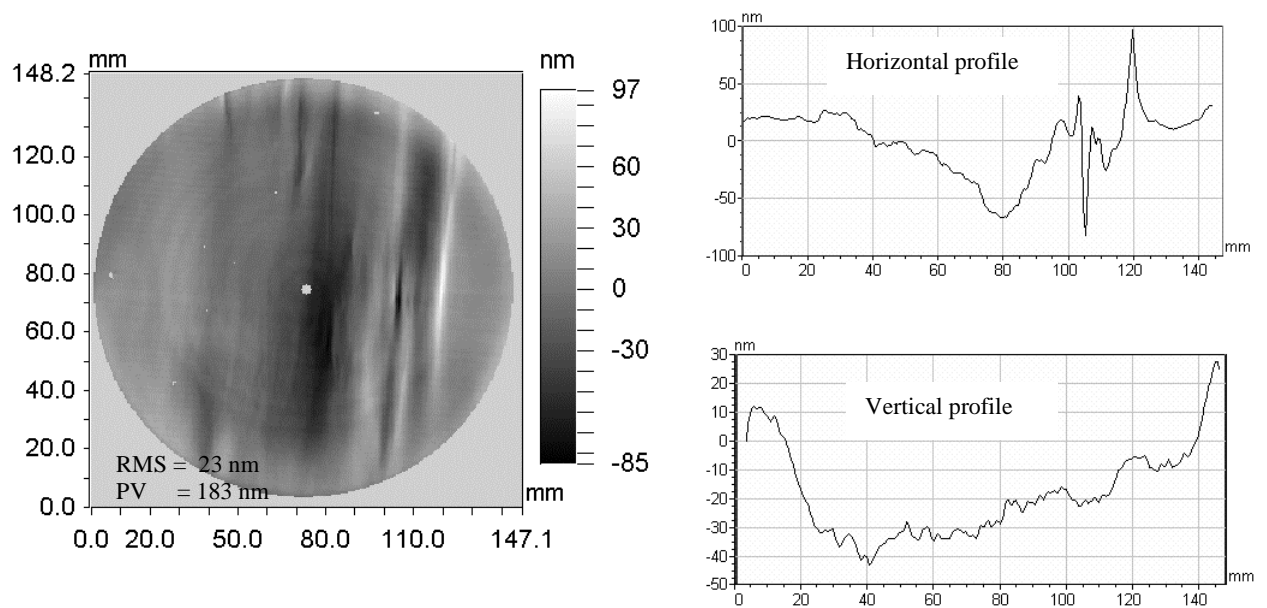 mm
148.2
120.0
100.0
80.0
60.0
40.0
20.0
0.0
RMS = 23 nm
PV = 183 nm
0.0 20.0 50.0 80.0 110.0 147.1
mm
nm
97
60
30
0
-30
-85
nm
Horizontal profile
100
50
0
-50
-100
0 20 40 60 80 100 120 140
mm
nm
Vertical profile
30
20
10
0
-10
-20
-30
-40
-50
0 20 40 60 80 100 120 140
mm